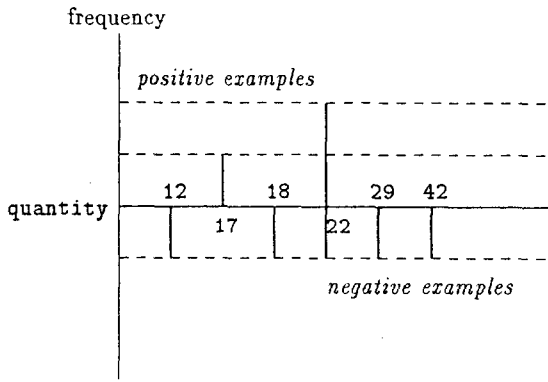 frequency
positive examples
12 18 29 42
quantity
17 22
negative examples